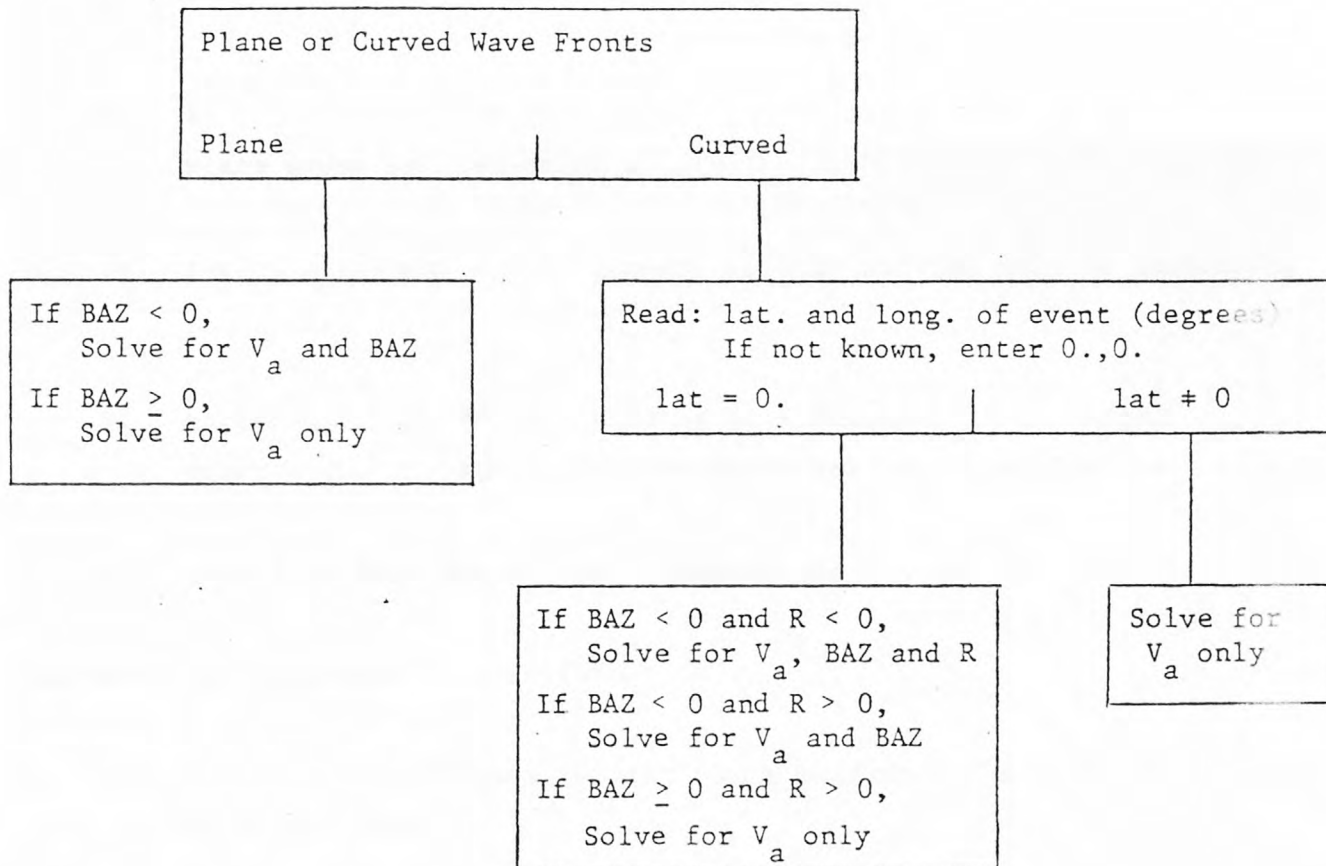 Plane or Curved Wave Fronts
Plane Curved
If BAZ < 0,
Solve for V_a and BAZ
If BAZ ≥ 0,
Solve for V_a only
Read: lat. and long. of event (degrees)
If not known, enter 0.,0.
lat = 0. lat ≠ 0
If BAZ < 0 and R < 0,
Solve for V_a, BAZ and R
If BAZ < 0 and R > 0,
Solve for V_a and BAZ
If BAZ ≥ 0 and R > 0,
Solve for V_a only
Solve for
V_a only